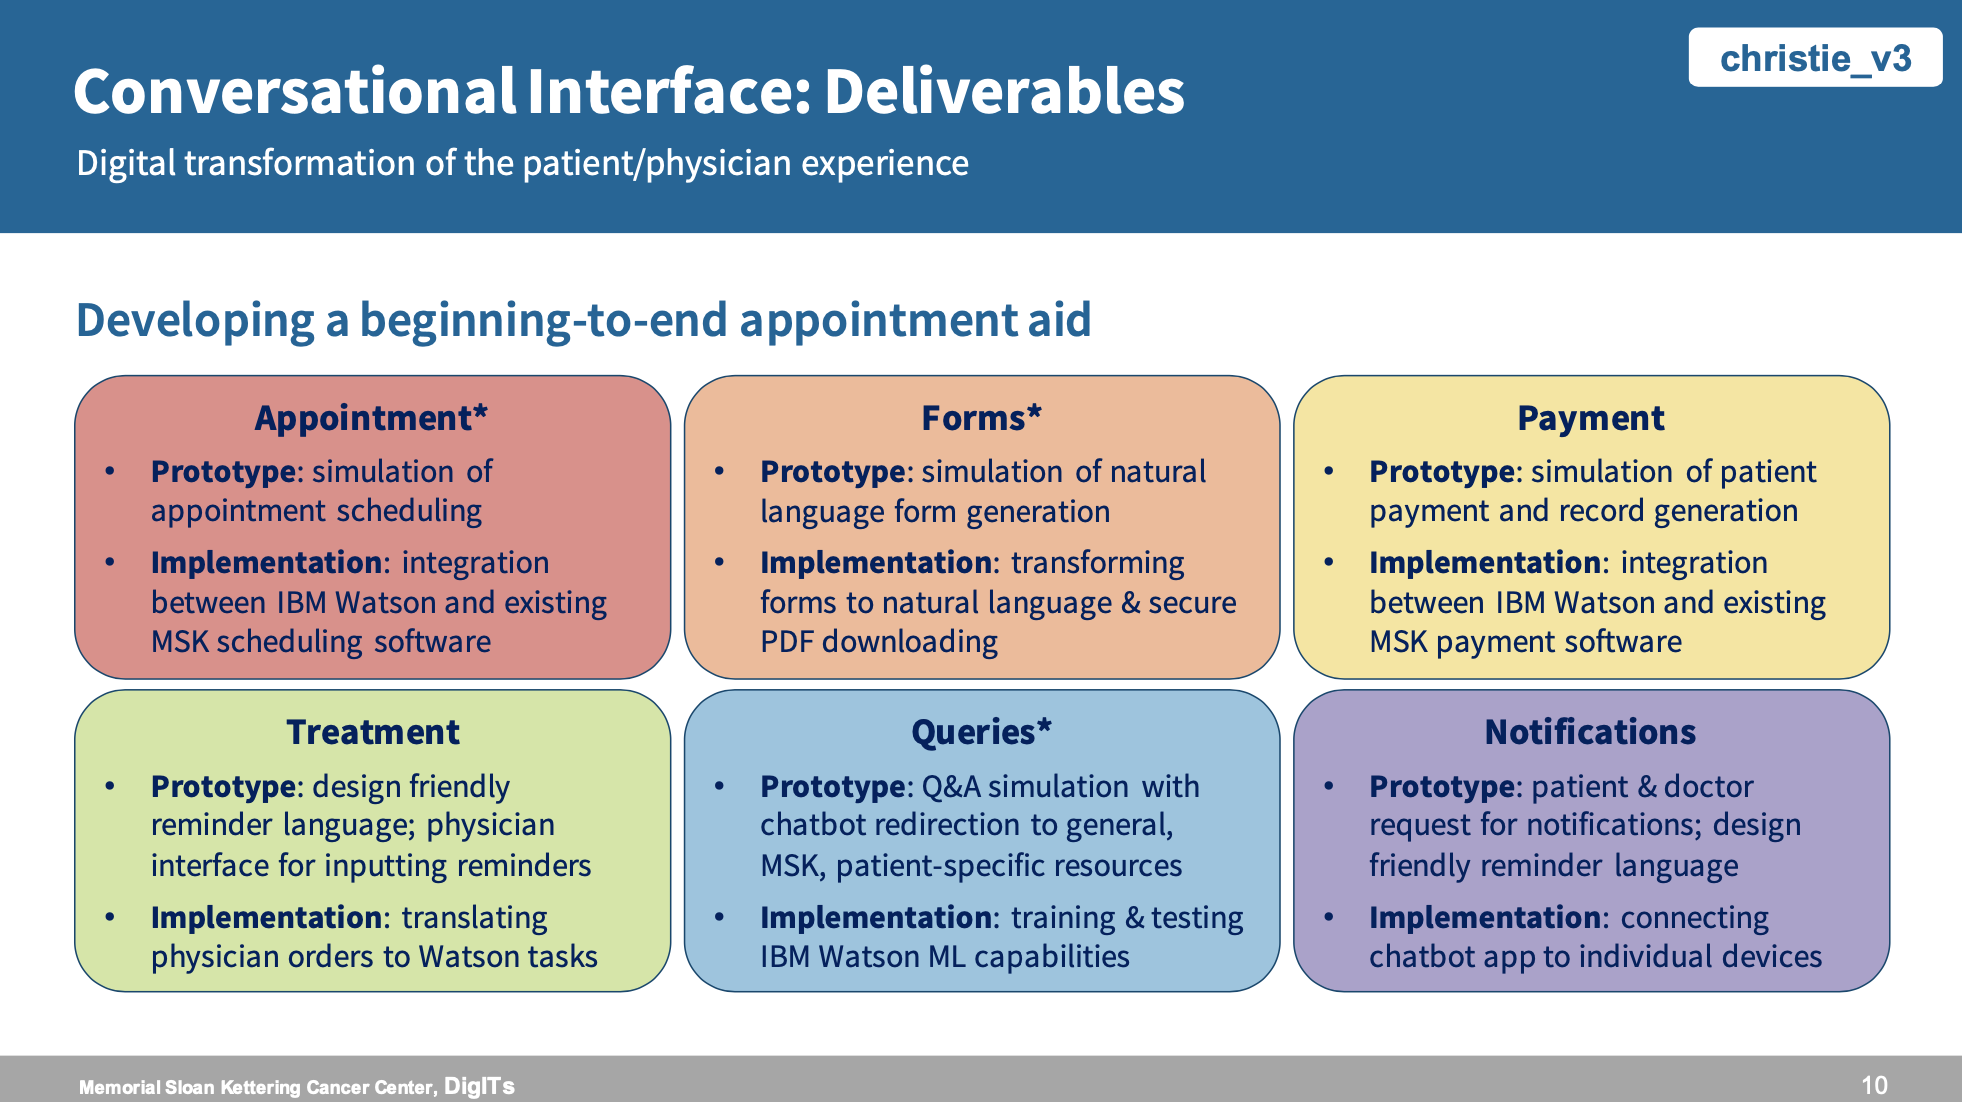 christie_v3
Conversational Interface: Deliverables
Digital transformation of the patient/physician experience
Developing a beginning-to-end appointment aid
Appointment*
• Prototype: simulation of
appointment scheduling
• Implementation: integration
between IBM Watson and existing
MSK scheduling software
Forms*
• Prototype: simulation of natural
language form generation
• Implementation: transforming
forms to natural language & secure
PDF downloading
Payment
• Prototype: simulation of patient
payment and record generation
• Implementation: integration
between IBM Watson and existing
MSK payment software
Treatment
• Prototype: design friendly
reminder language; physician
interface for inputting reminders
• Implementation: translating
physician orders to Watson tasks
Queries*
• Prototype: Q&A simulation with
chatbot redirection to general,
MSK, patient-specific resources
• Implementation: training & testing
IBM Watson ML capabilities
Notifications
• Prototype: patient & doctor
request for notifications; design
friendly reminder language
• Implementation: connecting
chatbot app to individual devices
Memorial Sloan Kettering Cancer Center, DigITs
10